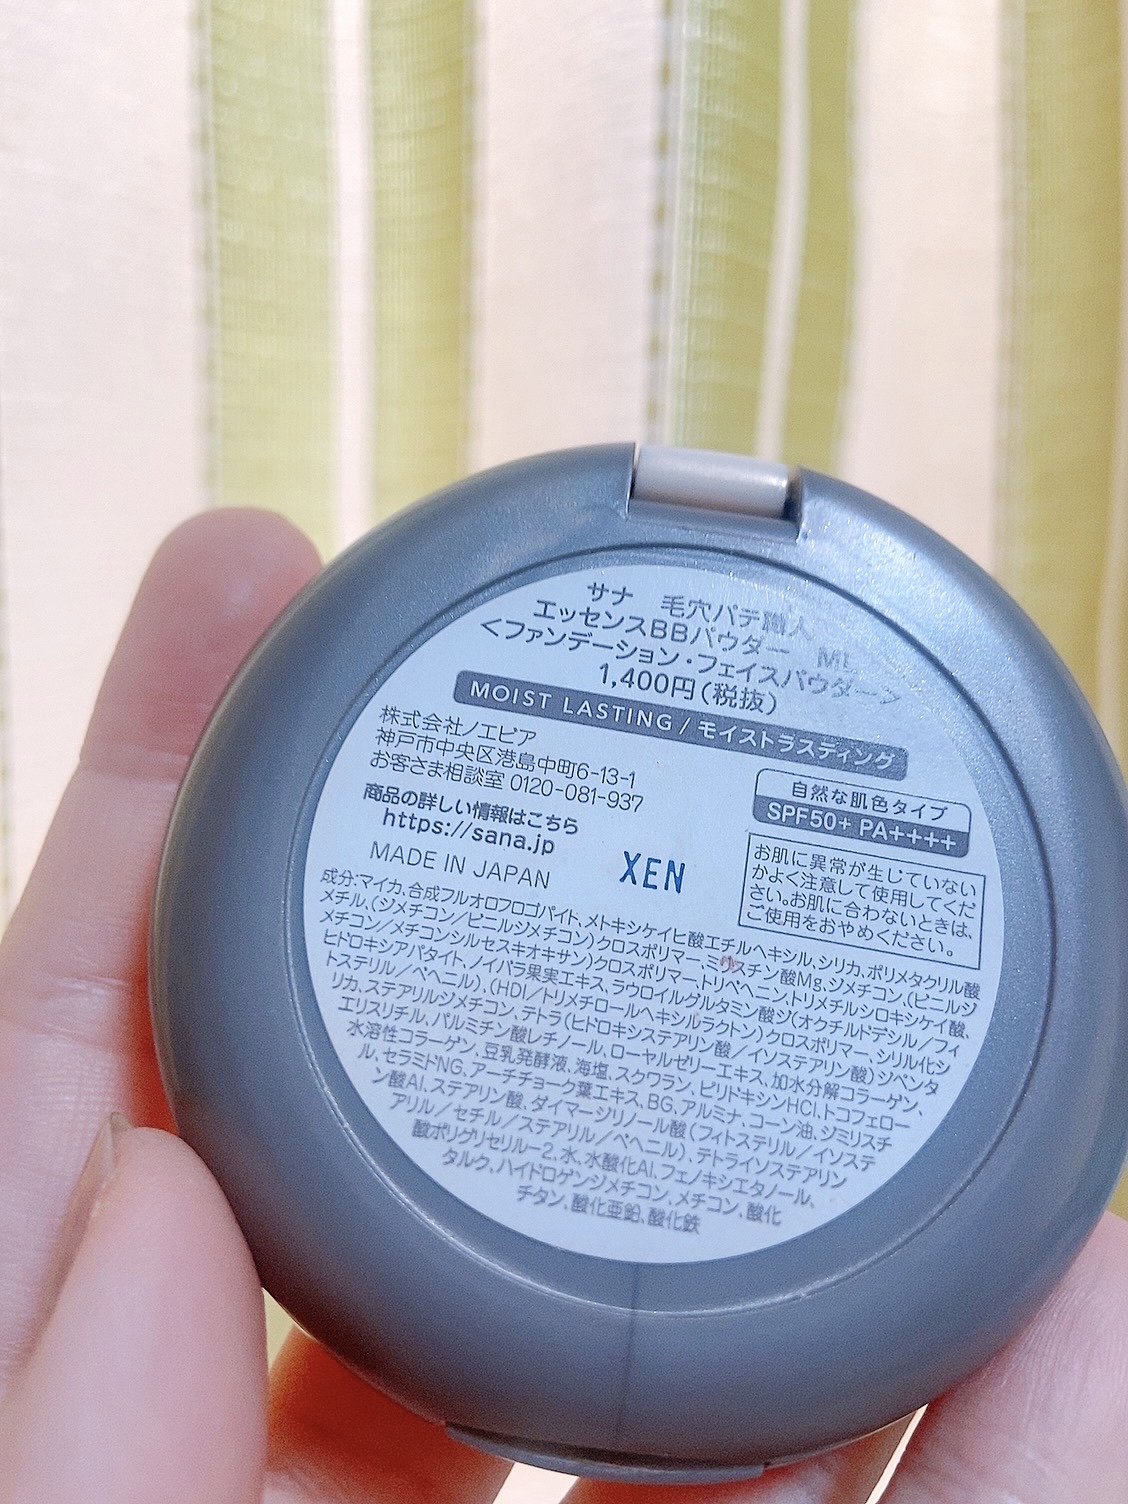 サナ　毛穴パテ職人
エッセンスBBパウダー　ML
<ファンデーション・フェイスパウダー>
1,400円(税抜)
MOIST LASTING/モイストラスティング
株式会社ノエビア
神戸市中央区港島中町6-13-1
お客さま相談室 0120-081-937
商品の詳しい情報はこちら
https://sana.jp
MADE IN JAPAN
XEN
自然な肌色タイプ
SPF50+ PA++++
お肌に異常が生じていない
かよく注意して使用してくだ
さい。お肌に合わないときは、
ご使用をおやめください。
成分:マイカ、合成フルオロフロゴパイト、メトキシケイヒ酸エチルヘキシル、シリカ、ポリメタクリル酸
メチル、(ジメチコン/ビニルジメチコン)クロスポリマー、ミリスチン酸Mg、ジメチコン、(ビニルジ
メチコン/メチコンシルセスキオキサン)クロスポリマー、トリベヘニン、トリメチルシロキシケイ酸、
ヒドロキシアパタイト、ノイバラ果実エキス、ラウロイルグルタミン酸ジ(オクチルドデシル/フィ
トステリル/ベヘニル)、(HDI/トリメチロールヘキシルラクトン)クロスポリマー、シリル化シ
リカ、ステアリルジメチコン、テトラ(ヒドロキシステアリン酸/イソステアリン酸)ジペンタ
エリスリチル、パルミチン酸レチノール、ローヤルゼリーエキス、加水分解コラーゲン、
水溶性コラーゲン、豆乳発酵液、海塩、スクワラン、ピリドキシンHCl、トコフェロー
ル、セラミドNG、アーチチョーク葉エキス、BG、アルミナ、コーン油、ジミリスチ
ン酸Al、ステアリン酸、ダイマージリノール酸(フィトステリル/イソステ
アリル/セチル/ステアリル/ベヘニル)、テトライソステアリン
酸ポリグリセリル-2、水、水酸化Al、フェノキシエタノール、
タルク、ハイドロゲンジメチコン、メチコン、酸化
チタン、酸化亜鉛、酸化鉄